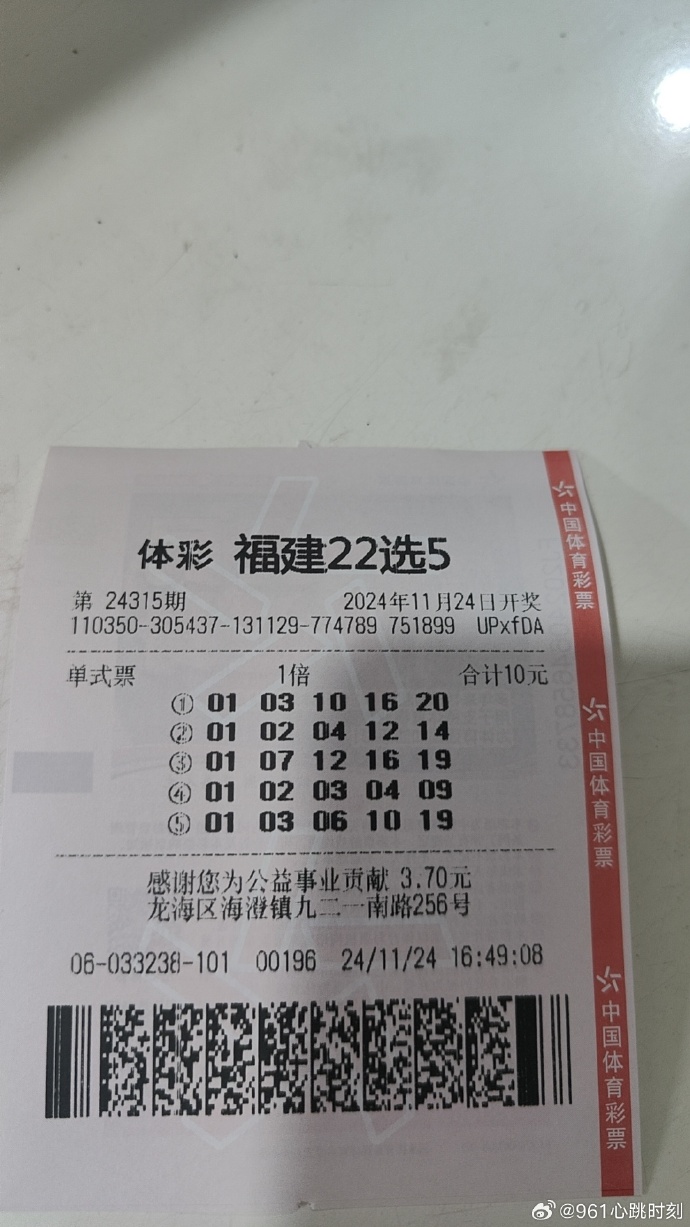 体彩 福建22选5
第 24315期 2024年11月24日开奖
110350-305437-131129-774789 751899 UPxfDA
单式票 1倍 合计10元
① 01 03 10 16 20
② 01 02 04 12 14
③ 01 07 12 16 19
④ 01 02 03 04 09
⑤ 01 03 06 10 19
感谢您为公益事业贡献 3.70元
龙海区海澄镇九二一南路256号
06-033238-101 00196 24/11/24 16:49:08
中国体育彩票
中国体育彩票
中国体育彩票
@961心跳时刻